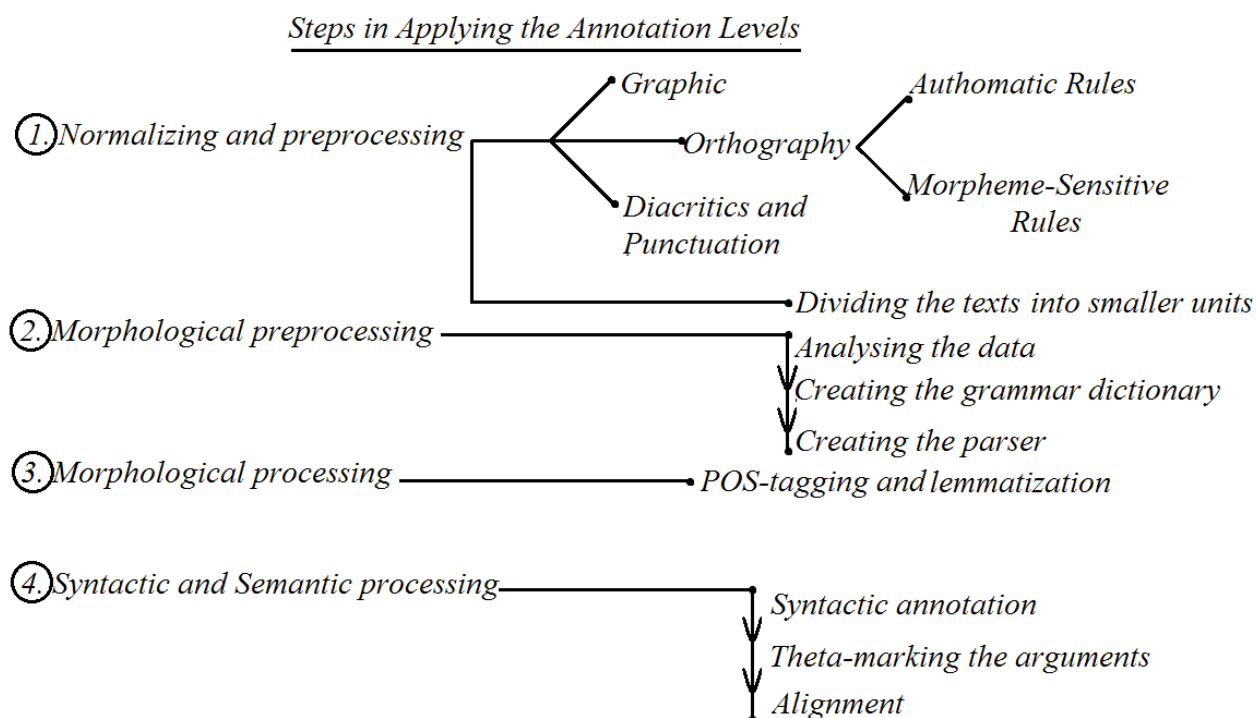 Steps in Applying the Annotation Levels
Graphic
Authomatic Rules
1. Normalizing and preprocessing
Orthography
Morpheme-Sensitive
Rules
Diacritics and
Punctuation
Dividing the texts into smaller units
2. Morphological preprocessing
Analysing the data
Creating the grammar dictionary
Creating the parser
3. Morphological processing
POS-tagging and lemmatization
4. Syntactic and Semantic processing
Syntactic annotation
Theta-marking the arguments
Alignment